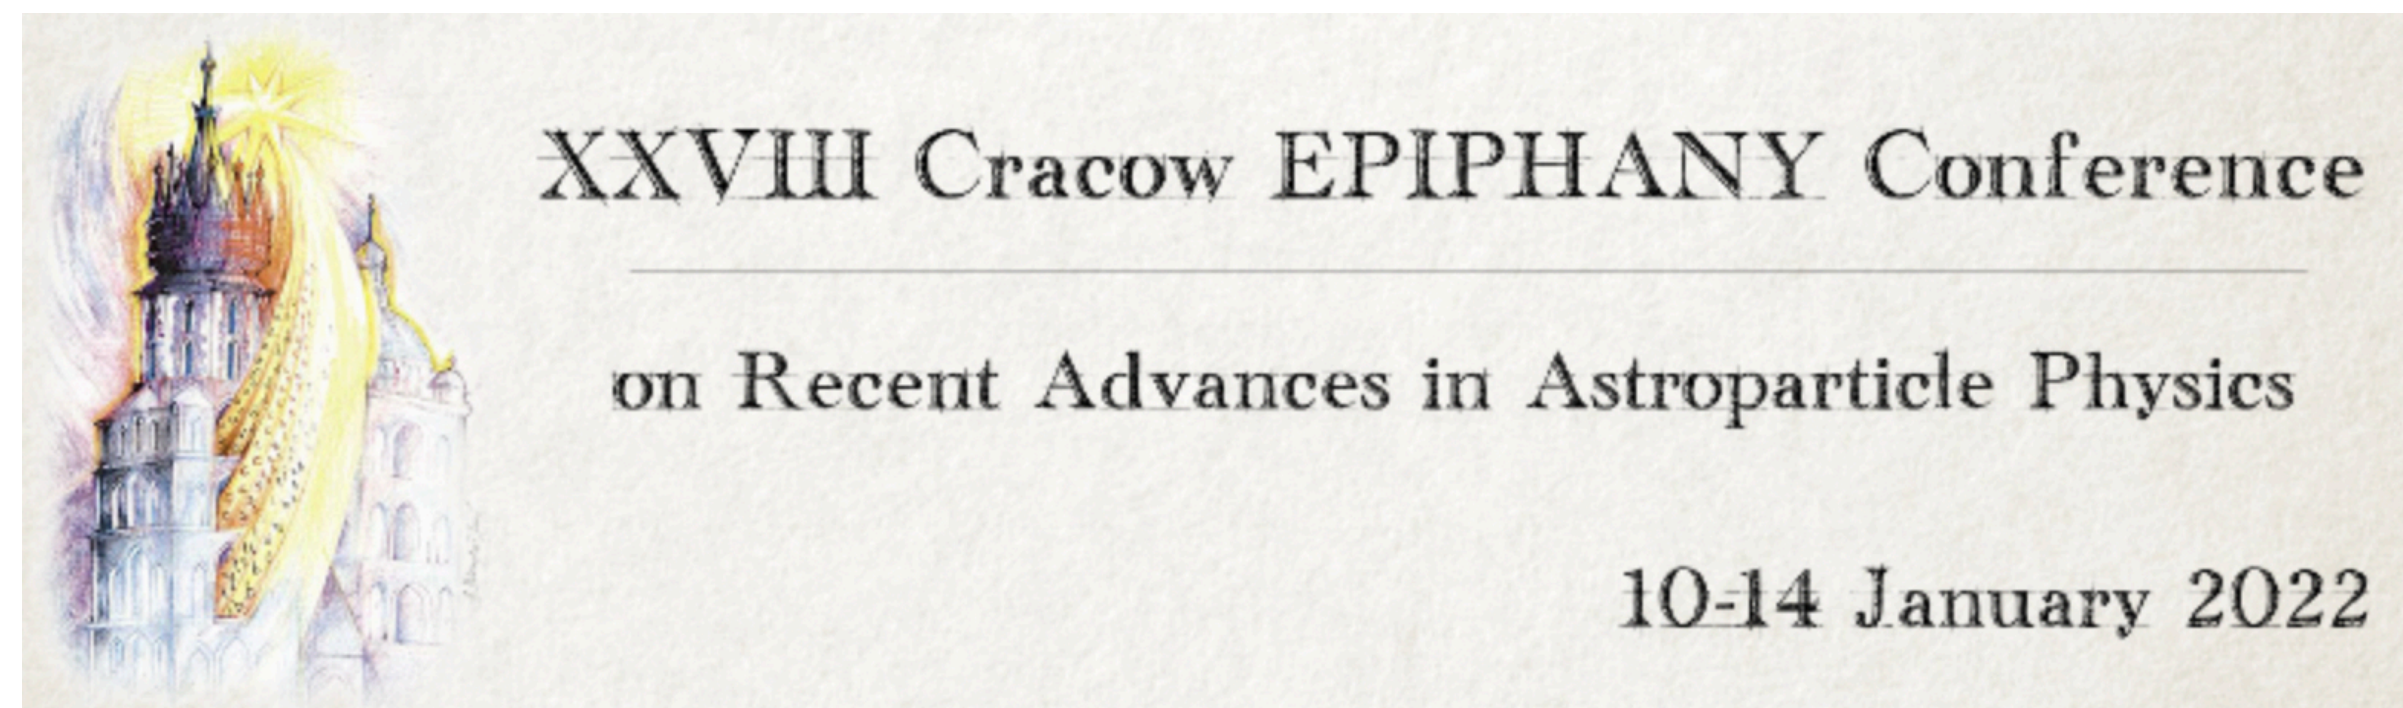 XXVIII Cracow EPIPHANY Conference
on Recent Advances in Astroparticle Physics
10-14 January 2022